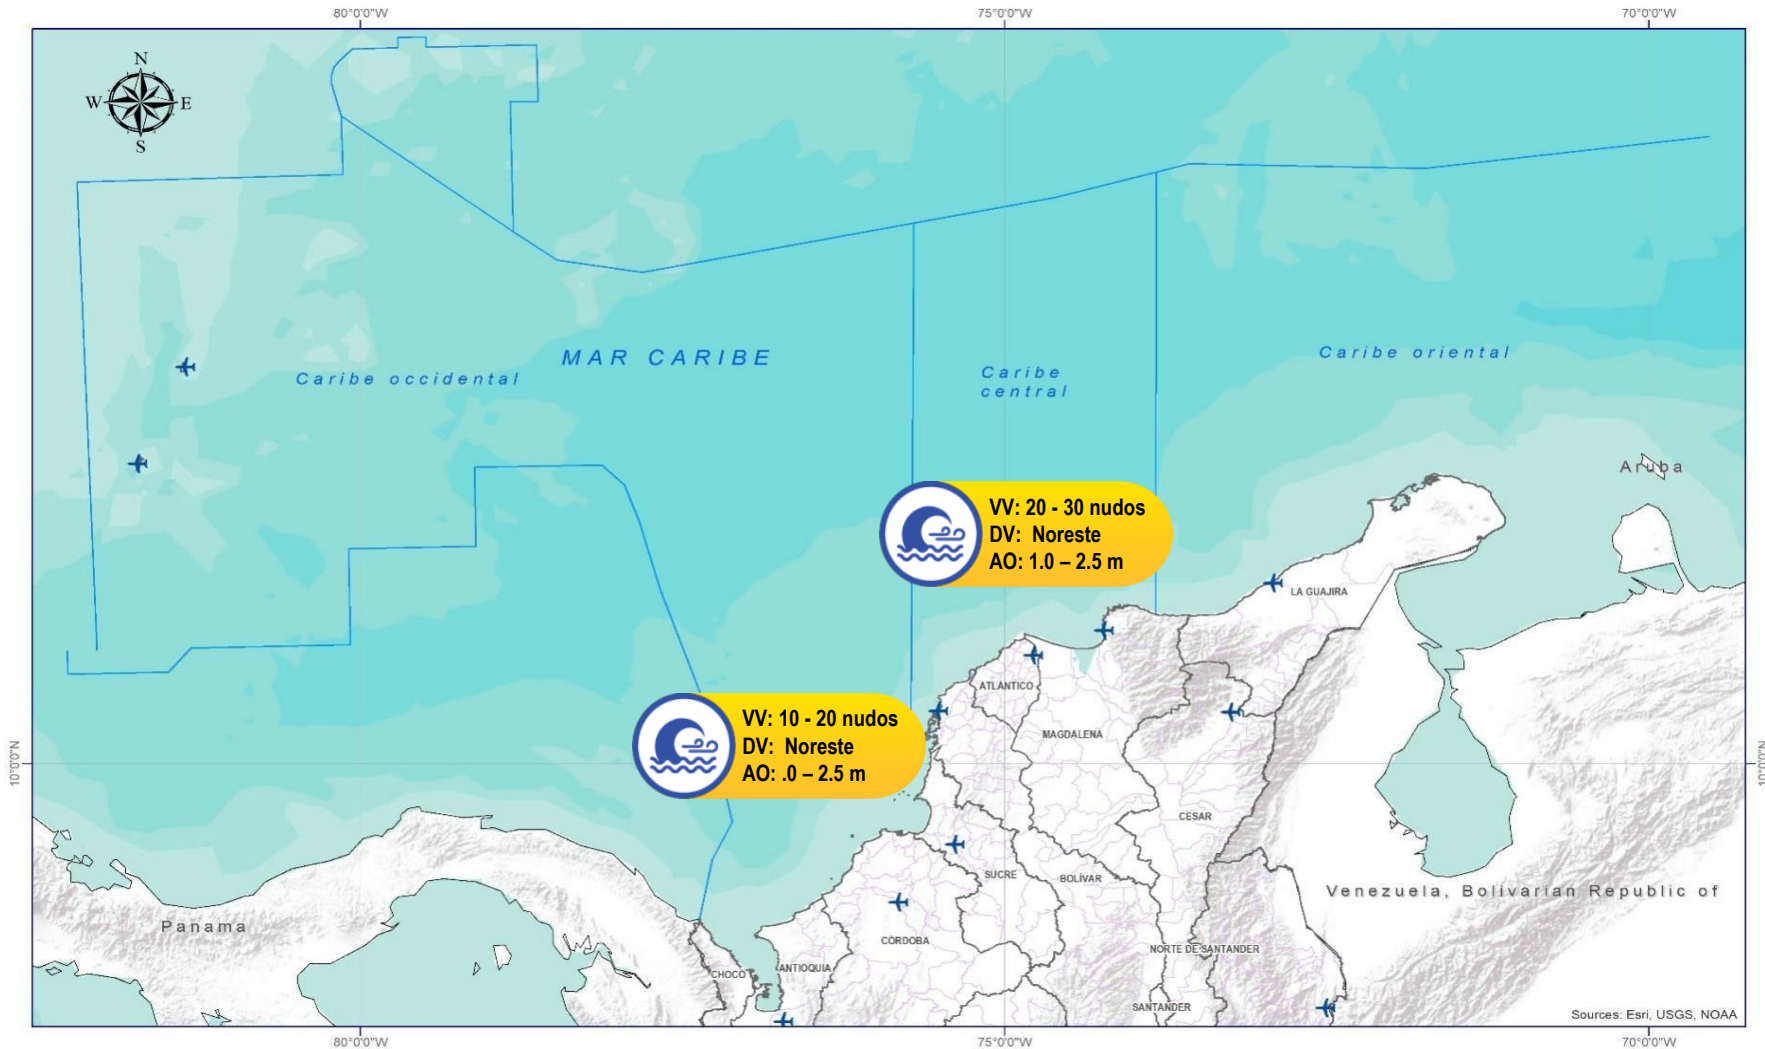 80°0'0"W
75°0'0"W
70°0'0"W
N
W
E
S
MAR CARIBE
Caribe occidental
Caribe
central
Caribe oriental
Aruba
VV: 20 - 30 nudos
DV: Noreste
AO: 1.0 – 2.5 m
LA GUAJIRA
ATLANTICO
MAGDALENA
VV: 10 - 20 nudos
DV: Noreste
AO: .0 – 2.5 m
10°0'0"N
10°0'0"N
CESAR
SUCRE
BOLÍVAR
Venezuela, Bolivarian Republic of
Panama
CÓRDOBA
NORTE DE SANTANDER
CHOCO
ANTIOQUIA
SANTANDER
Sources: Esri, USGS, NOAA
80°0'0"W
75°0'0"W
70°0'0"W